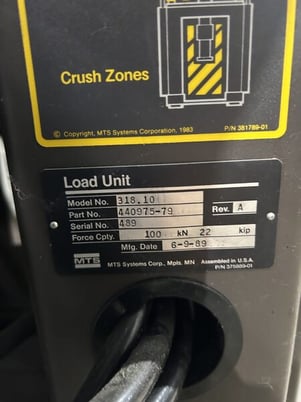 Crush Zones
© Copyright, MTS Systems Corporation, 1983 P/N 381789-01
Load Unit
Model No. 318.10
Part No. 440975-79 Rev. A
Serial No. 489
Force Cpty. 100 kN 22 kip
Mfg. Date 6-9-89
MTS MTS Systems Corp., Mpls. MN Assembled in U.S.A.
P/N 375889-01